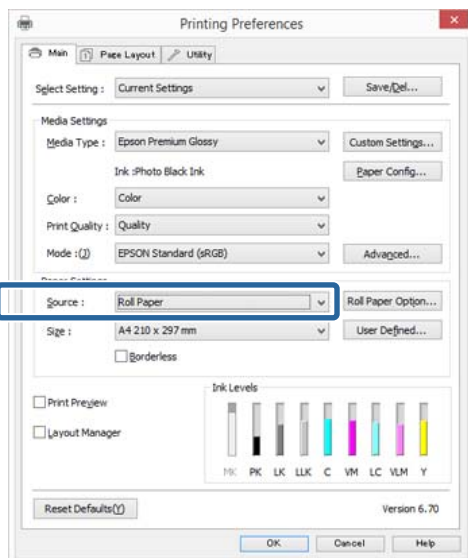 Printing Preferences
Main Page Layout Utility
Select Setting : Current Settings Save/Del...
Media Settings
Media Type : Epson Premium Glossy Custom Settings...
Ink :Photo Black Ink Paper Config...
Color : Color
Print Quality : Quality
Mode :(J) EPSON Standard (sRGB) Advanced...
Paper Settings
Source : Roll Paper Roll Paper Option...
Size : A4 210 x 297 mm User Defined...
Borderless
Ink Levels
Print Preview
Layout Manager
MK PK LK LLK C VM LC VLM Y
Reset Defaults(Y) Version 6.70
OK Cancel Help